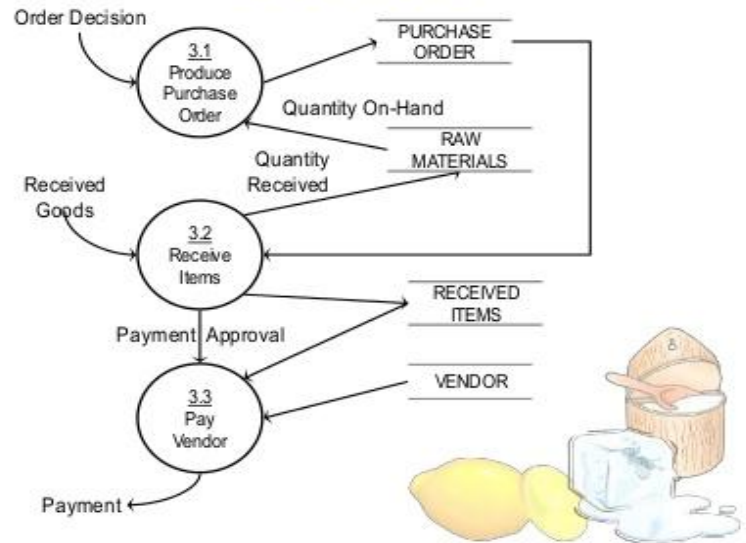 Order Decision
3.1
Produce
Purchase
Order
PURCHASE
ORDER
Quantity On-Hand
RAW
MATERIALS
Quantity
Received
Received
Goods
3.2
Receive
Items
RECEIVED
ITEMS
Payment Approval
VENDOR
3.3
Pay
Vendor
Payment